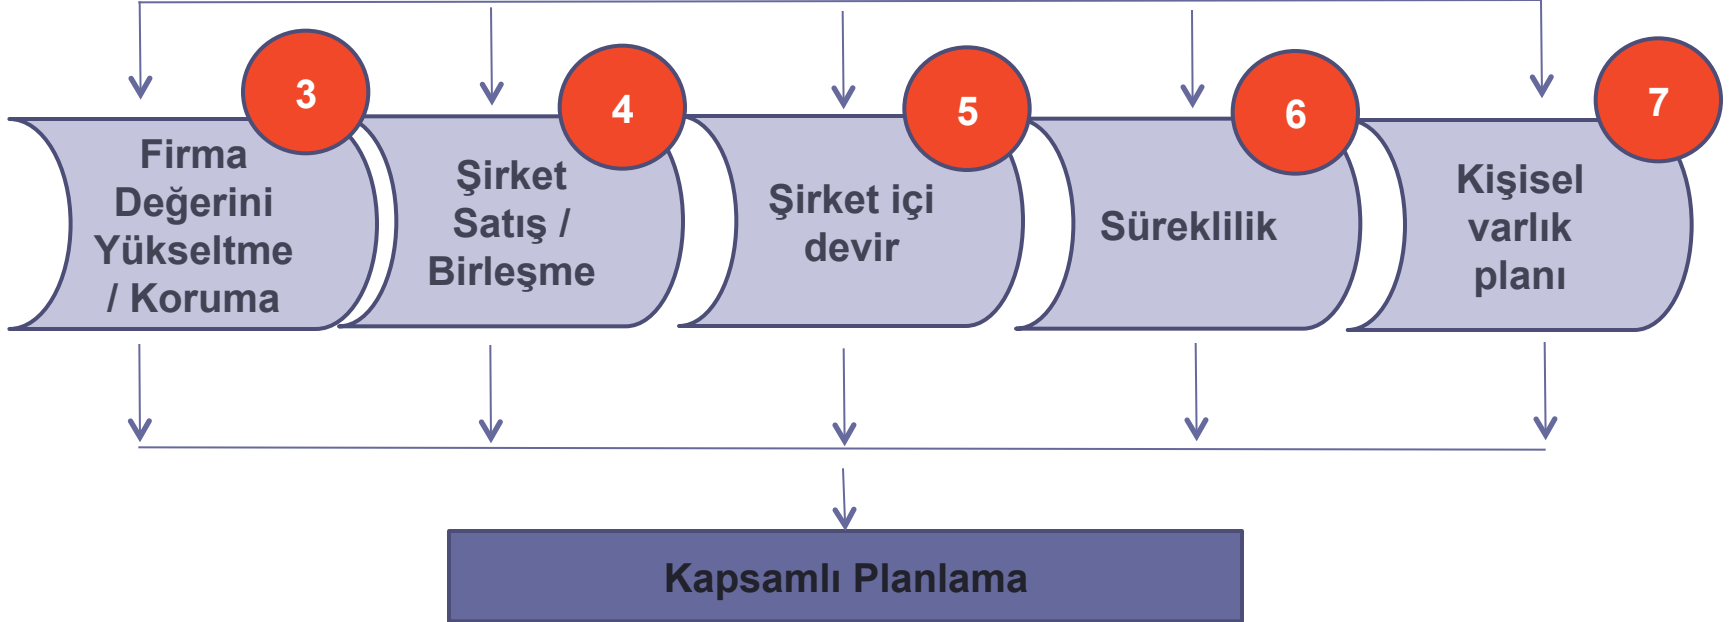 3
Firma
Değerini
Yükseltme
/ Koruma
4
Şirket
Satış /
Birleşme
5
Şirket içi
devir
6
Süreklilik
7
Kişisel
varlık
planı
Kapsamlı Planlama